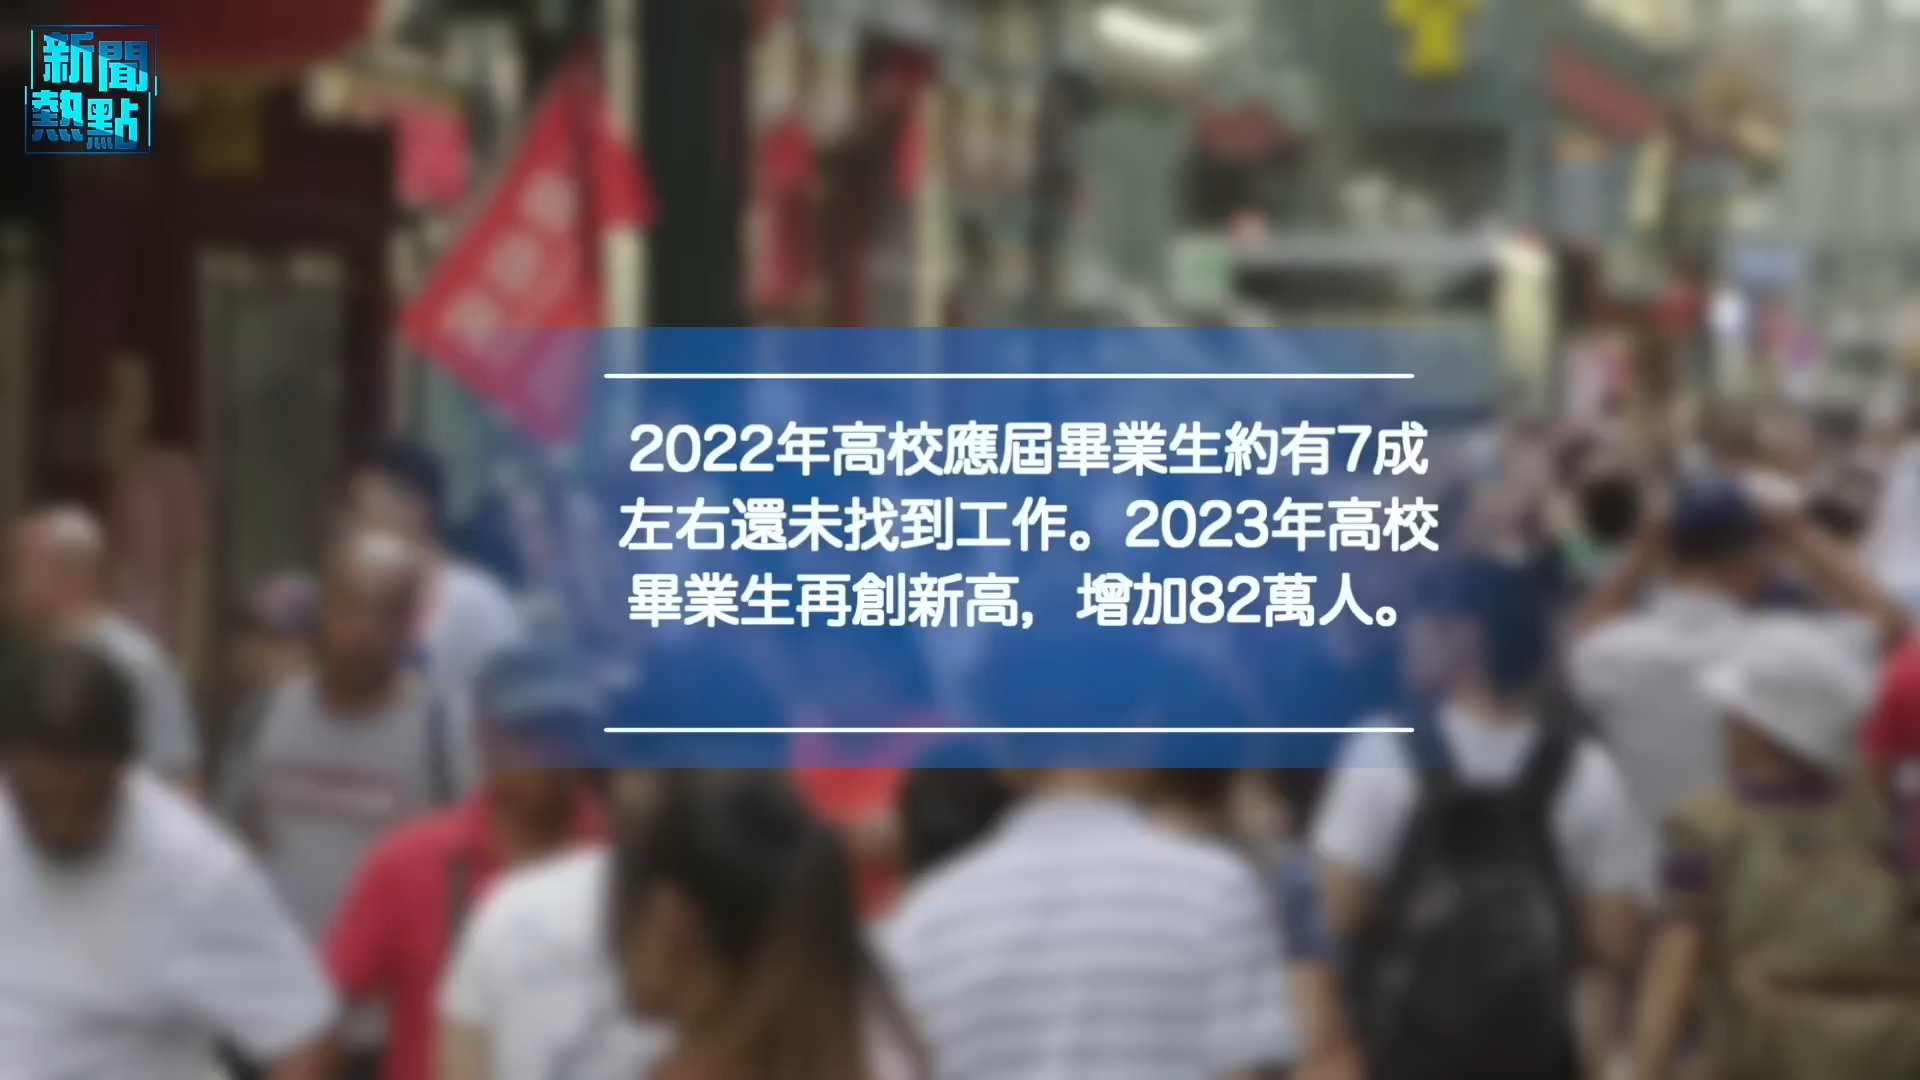 新聞
熱點
2022年高校應屆畢業生約有7成
左右還未找到工作。2023年高校
畢業生再創新高，增加82萬人。